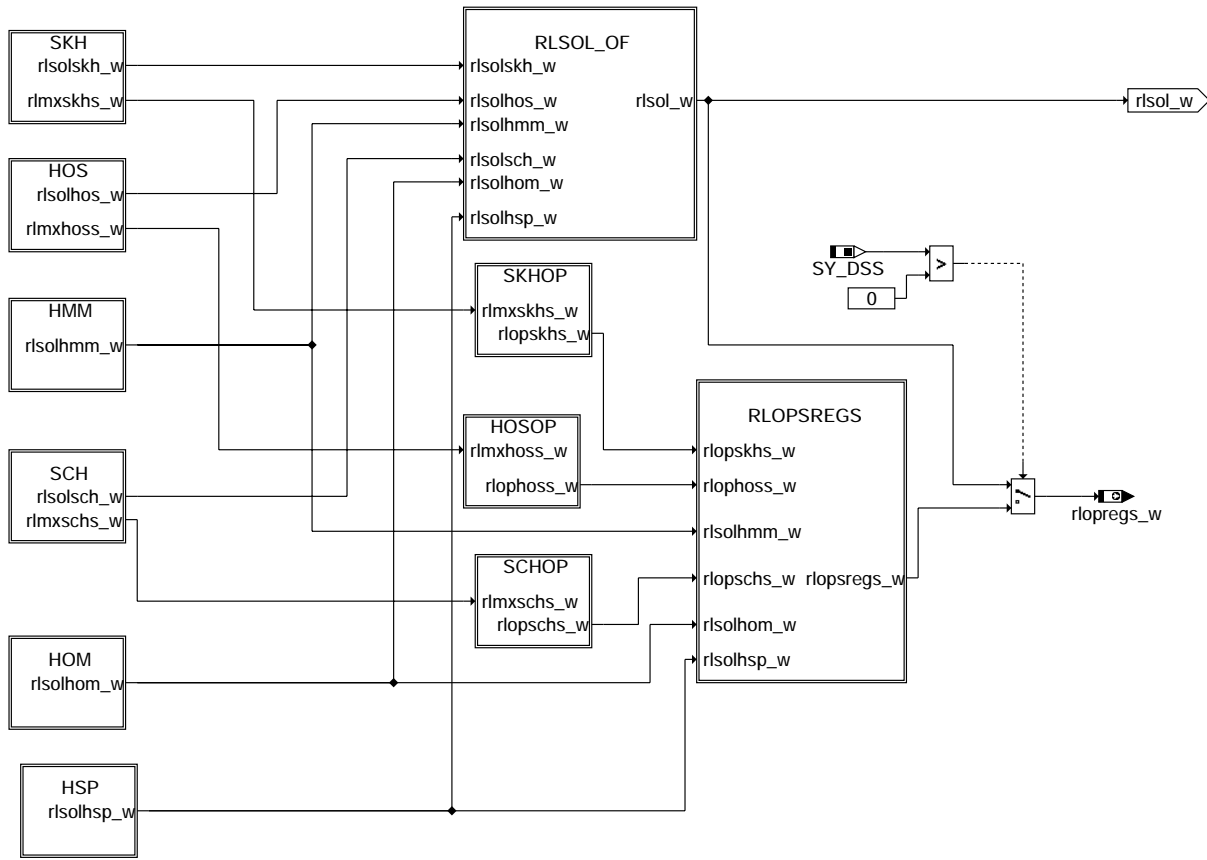 SKH
rlsolskh_w
rlmxskhs_w
HOS
rlsolhos_w
rlmxhoss_w
HMM
rlsolhmm_w
SCH
rlsolsch_w
rlmxschs_w
HOM
rlsolhom_w
HSP
rlsolhsp_w
RLSOL_OF
rlsolskh_w
rlsolhos_w
rlsol_w
rlsolhmm_w
rlsolsch_w
rlsolhom_w
rlsolhsp_w
SKHOP
rlmxskhs_w
rlopskhs_w
HOSOP
rlmxhoss_w
rlophoss_w
SCHOP
rlmxschs_w
rlopschs_w
RLOPSREGS
rlopskhs_w
rlophoss_w
rlsolhmm_w
rlopschs_w rlopsregs_w
rlsolhom_w
rlsolhsp_w
rlsol_w
SY_DSS
>
0
rlopregs_w